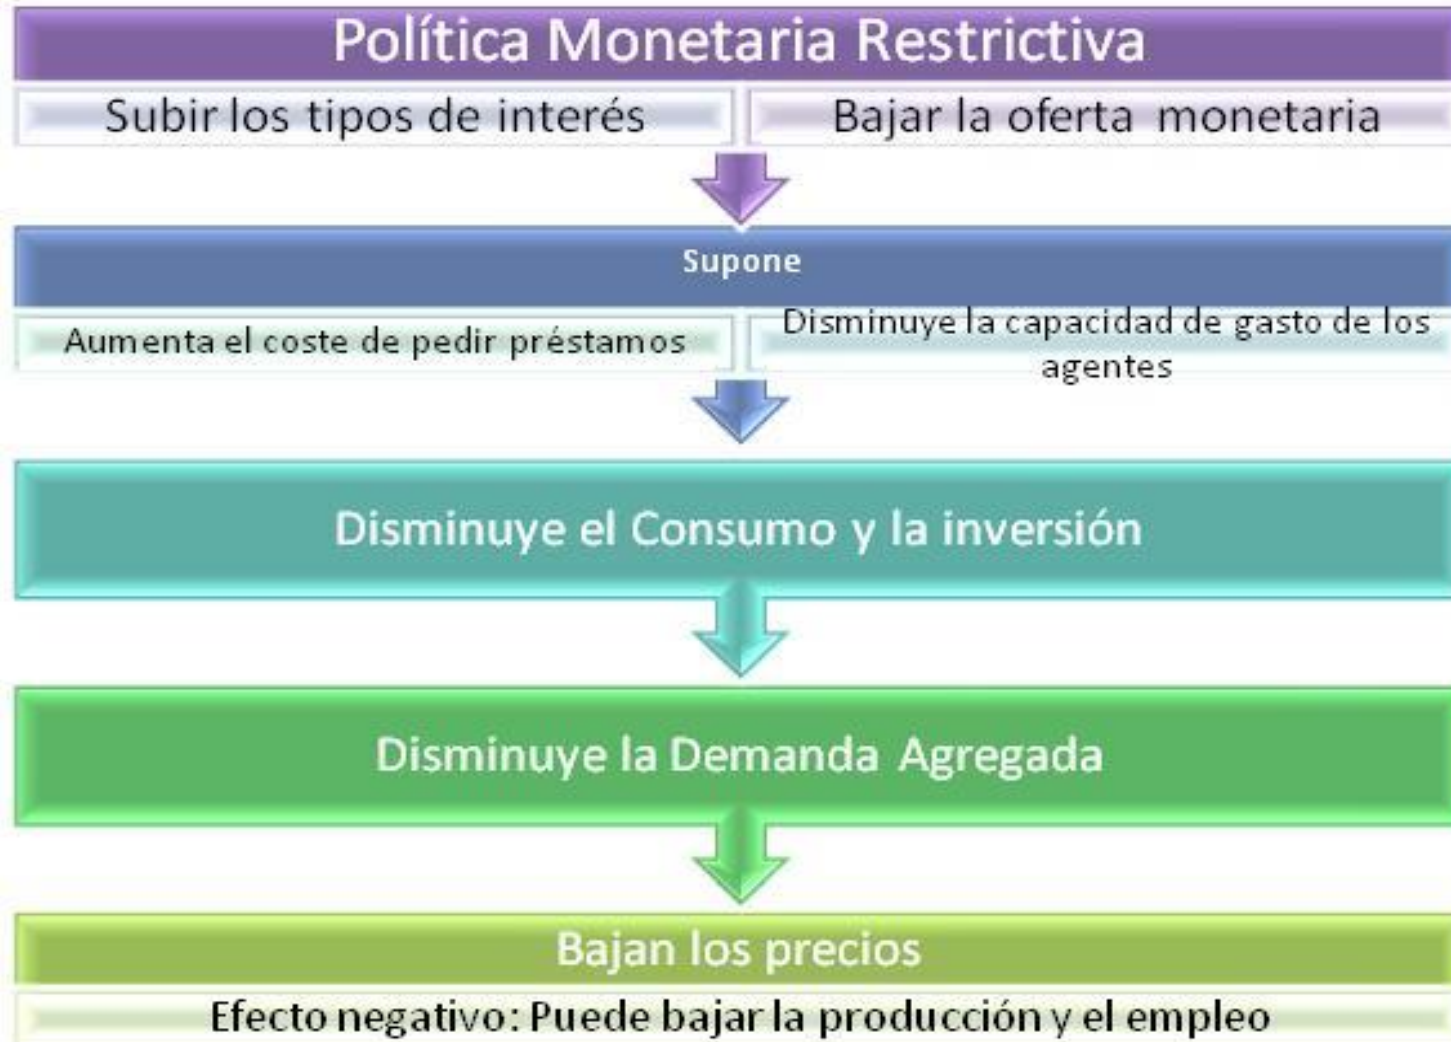 Política Monetaria Restrictiva
Subir los tipos de interés
Bajar la oferta monetaria
Supone
Aumenta el coste de pedir préstamos
Disminuye la capacidad de gasto de los
agentes
Disminuye el Consumo y la inversión
Disminuye la Demanda Agregada
Bajan los precios
Efecto negativo: Puede bajar la producción y el empleo